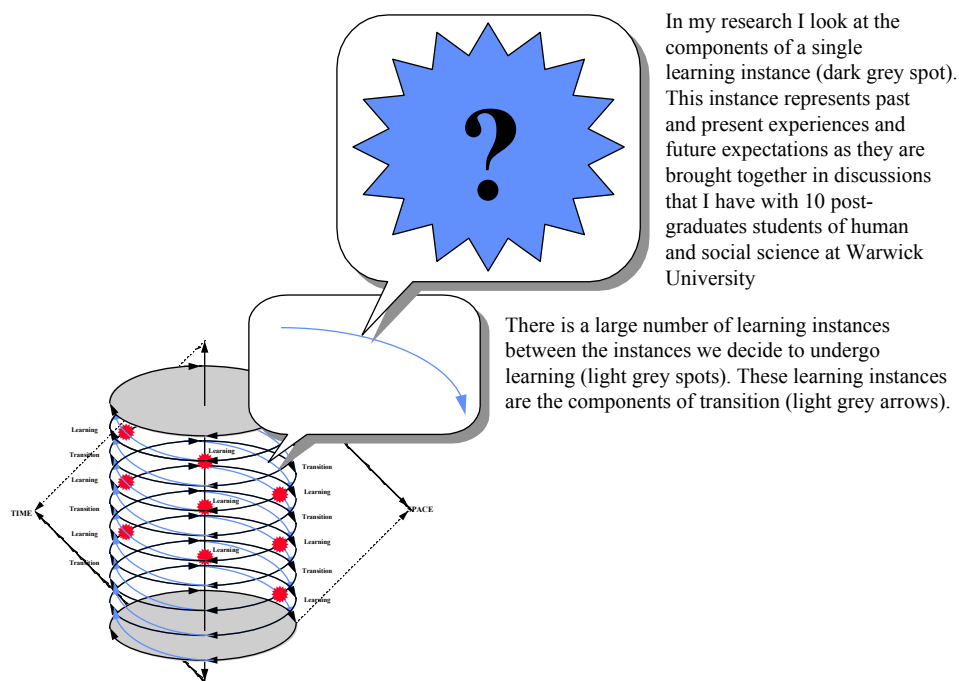 In my research I look at the
components of a single
learning instance (dark grey spot).
This instance represents past
and present experiences and
future expectations as they are
brought together in discussions
that I have with 10 post-
graduates students of human
and social science at Warwick
University
?
There is a large number of learning instances
between the instances we decide to undergo
learning (light grey spots). These learning instances
are the components of transition (light grey arrows).
Learning
Learning
Transition
Transition
Learning
Learning
Learning
TIME
Transition
SPACE
Transition
Learning
Learning
Learning
Transition
Transition
Learning